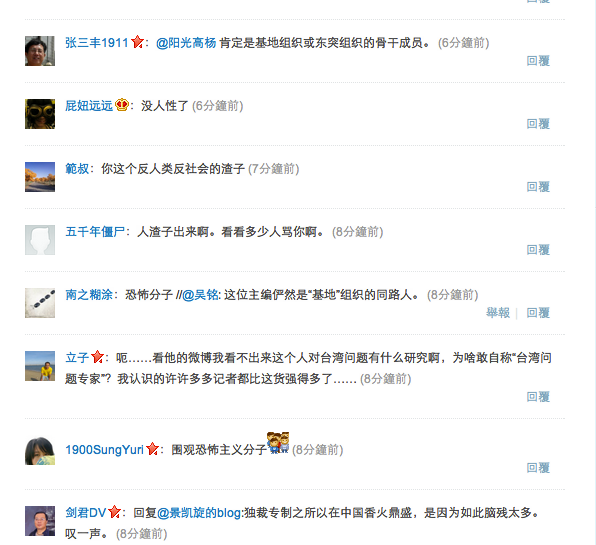 回覆
张三丰1911：@阳光高杨 肯定是基地组织或东突组织的骨干成员。 (6分鐘前)
回覆
屁妞远远：没人性了 (6分鐘前)
回覆
範叔：你这个反人类反社会的渣子 (7分鐘前)
回覆
五千年僵尸：人渣子出来啊。看看多少人骂你啊。 (8分鐘前)
回覆
南之糊涂：恐怖分子 //@吴铭: 这位主编俨然是“基地”组织的同路人。 (8分鐘前)
舉報 | 回覆
立子：呃……看他的微博我看不出来这个人对台湾问题有什么研究啊，为啥敢自称“台湾问
题专家”？我认识的许许多多记者都比这货强得多了…… (8分鐘前)
回覆
1900SungYuri：围观恐怖主义分子 (8分鐘前)
回覆
剑君DV：回复@景凯旋的blog:独裁专制之所以在中国香火鼎盛，是因为如此脑残太多。
叹一声。 (8分鐘前)